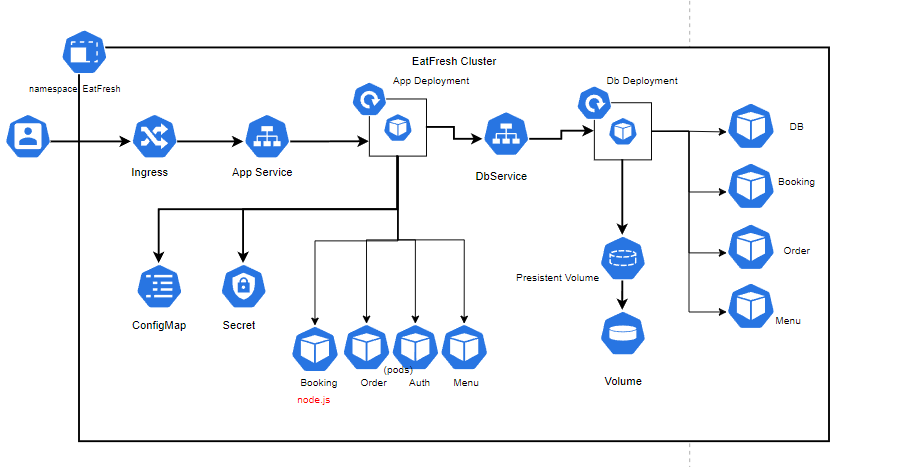 EatFresh Cluster
App Deployment
Db Deployment
namespace: EatFresh
DB
Ingress
App Service
DbService
Booking
Order
Presistent Volume
Menu
ConfigMap
Secret
(pods)
Booking
Order
Auth
Menu
Volume
node.js